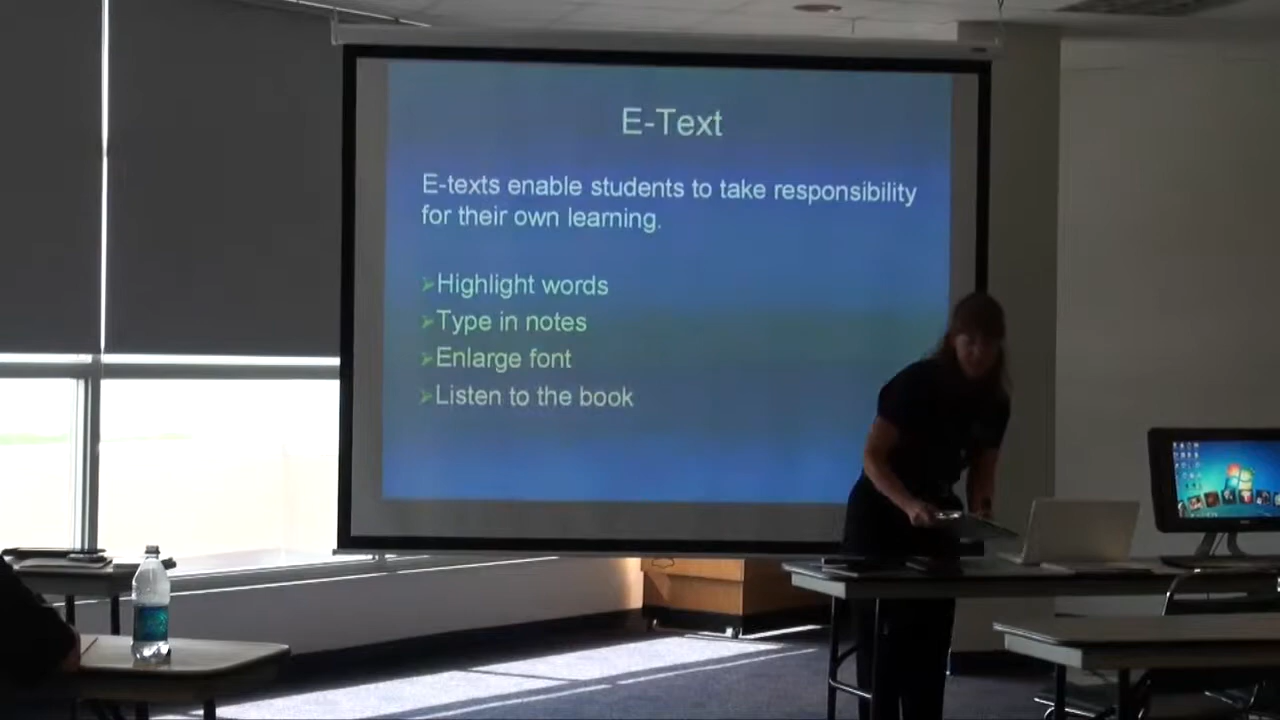 E-Text
E-texts enable students to take responsibility
for their own learning.
➢Highlight words
➢Type in notes
➢Enlarge font
➢Listen to the book